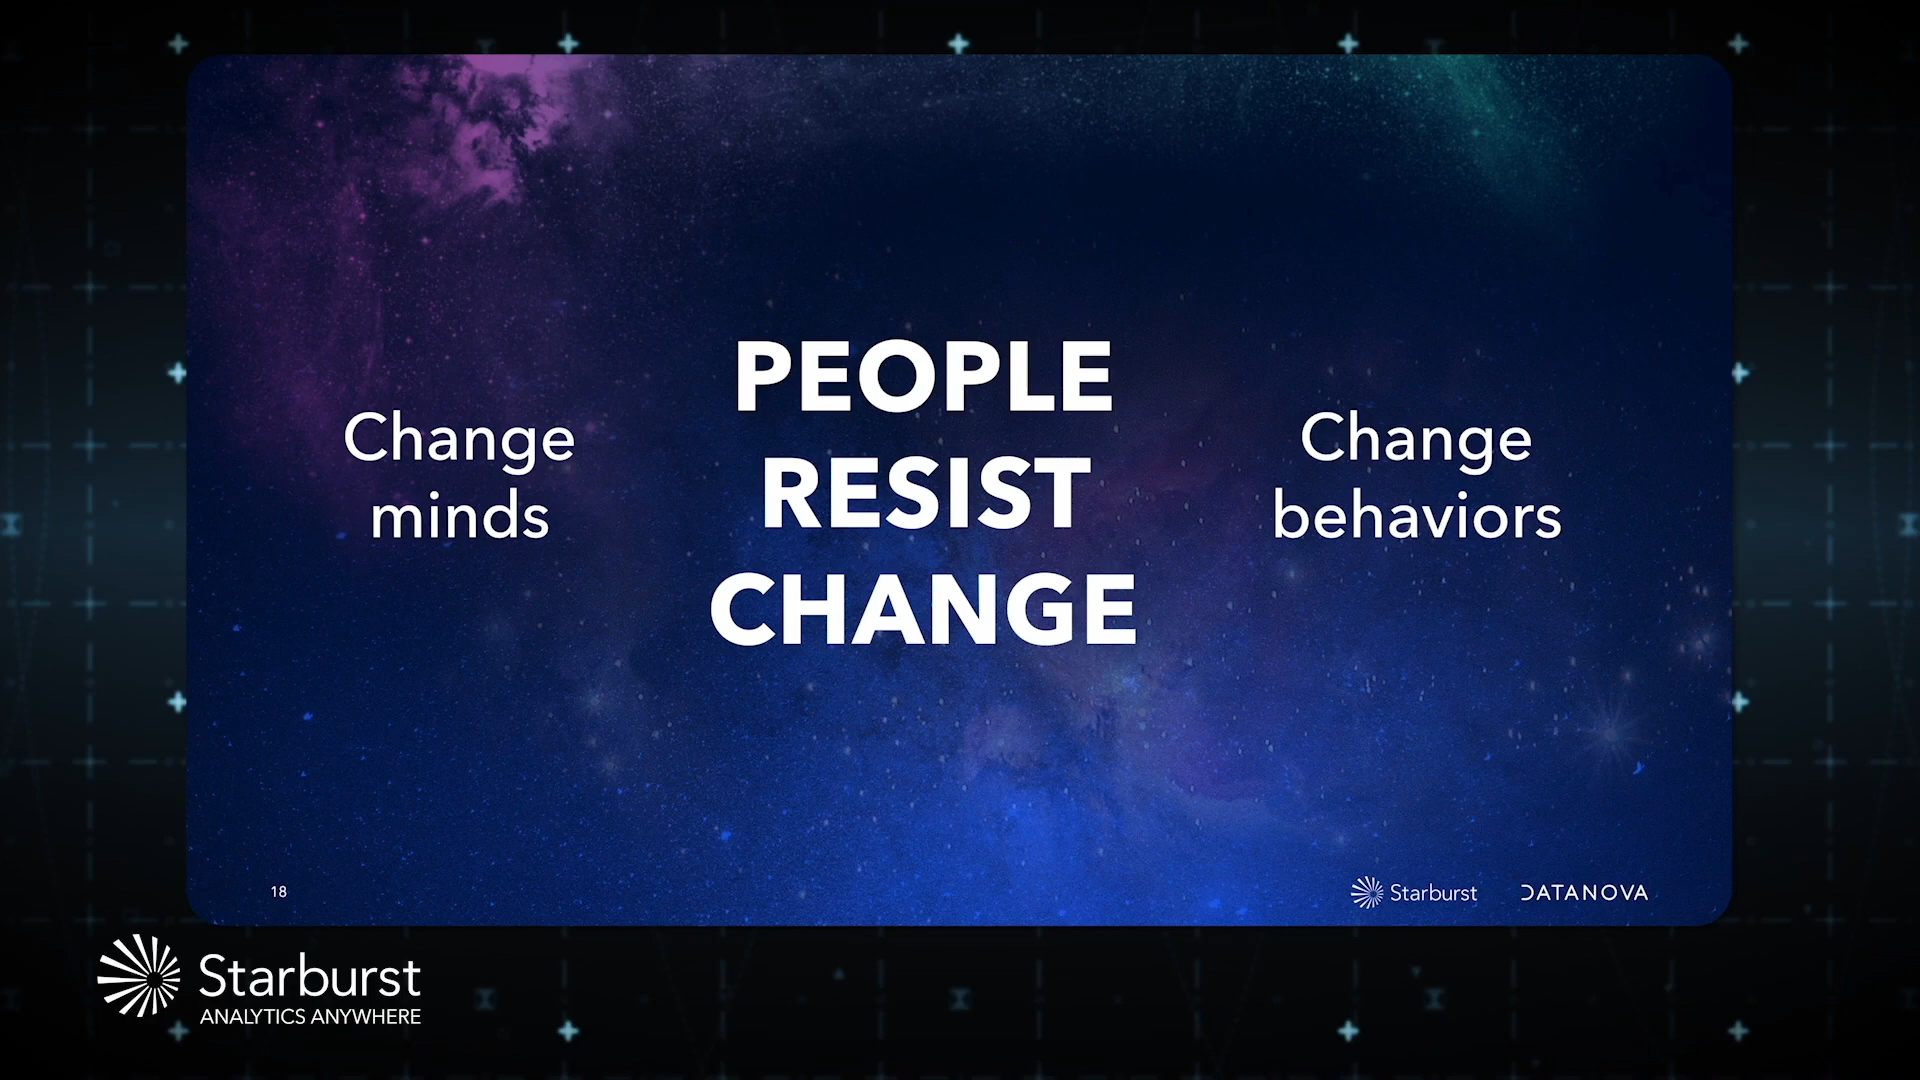 Change
minds
PEOPLE
RESIST
CHANGE
Change
behaviors
18
Starburst
DATANOVA
Starburst
ANALYTICS ANYWHERE